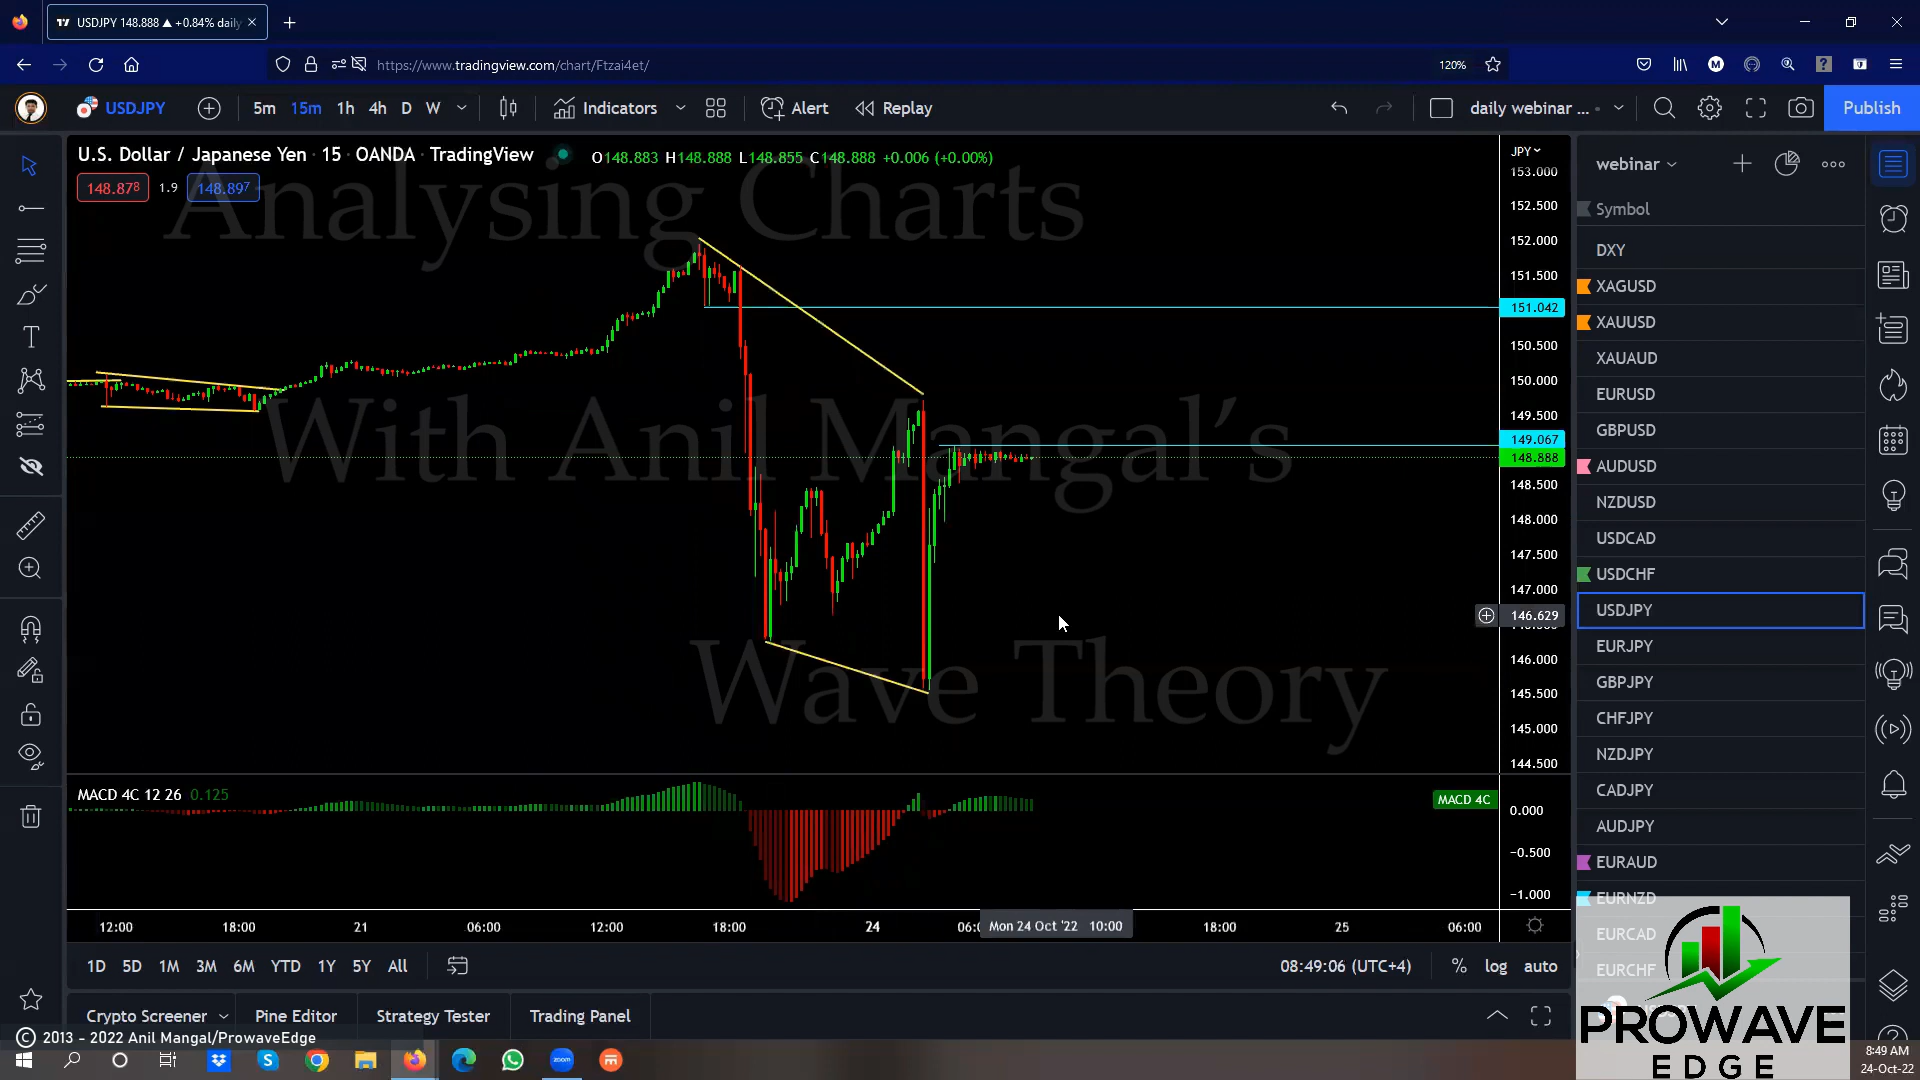 USDJPY 148.888 ▲ +0.84% daily
https://www.tradingview.com/chart/Ftzai4et/
120%
USDJPY
5m 15m 1h 4h D W
Indicators
Alert
Replay
daily webinar ...
Publish
U.S. Dollar / Japanese Yen · 15 · OANDA · TradingView
O148.883 H148.888 L148.855 C148.888 +0.006 (+0.00%)
148.878 1.9 148.897
Analysing Charts
With Anil Mangal's
Wave Theory
JPY
153.000
152.500
152.000
151.500
151.042
150.500
150.000
149.500
149.067
148.888
148.500
148.000
147.500
147.000
146.629
146.000
145.500
145.000
144.500
MACD 4C 12 26 0.125
MACD 4C
0.000
−0.500
−1.000
12:00 18:00 21 06:00 12:00 18:00 24 06:0 Mon 24 Oct '22 10:00 18:00 25 06:00
1D 5D 1M 3M 6M YTD 1Y 5Y All
08:49:06 (UTC+4)
% log auto
Crypto Screener
Pine Editor
Strategy Tester
Trading Panel
webinar
Symbol
DXY
XAGUSD
XAUUSD
XAUAUD
EURUSD
GBPUSD
AUDUSD
NZDUSD
USDCAD
USDCHF
USDJPY
EURJPY
GBPJPY
CHFJPY
NZDJPY
CADJPY
AUDJPY
EURAUD
EURNZD
EURCAD
EURCHF
PROWAVE
EDGE
© 2013 - 2022 Anil Mangal/ProwaveEdge
zoom
8:49 AM
24-Oct-22